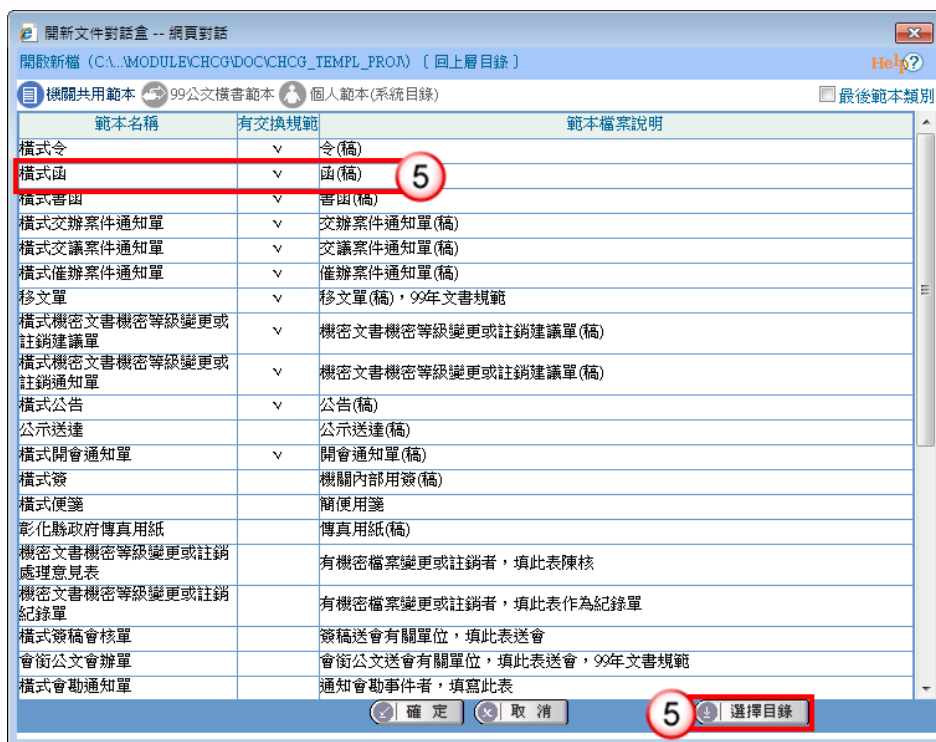 開新文件對話盒 -- 網頁對話
開啟新檔 (C:\...\MODULE\CHCG\DOC\CHCG_TEMPL_PROJ\) 〔 回上層目錄 〕 Help?
機關共用範本 99公文橫書範本 個人範本(系統目錄) 最後範本類別
範本名稱 有交換規範 範本檔案說明
橫式令 v 令(稿)
橫式函 v 函(稿) 5
橫式書函 v 書函(稿)
橫式交辦案件通知單 v 交辦案件通知單(稿)
橫式交議案件通知單 v 交議案件通知單(稿)
橫式催辦案件通知單 v 催辦案件通知單(稿)
移文單 v 移文單(稿),99年文書規範
橫式機密文書機密等級變更或
註銷建議單 v 機密文書機密等級變更或註銷建議單(稿)
橫式機密文書機密等級變更或
註銷通知單 v 機密文書機密等級變更或註銷建議單(稿)
橫式公告 v 公告(稿)
公示送達 公示送達(稿)
橫式開會通知單 v 開會通知單(稿)
橫式簽 機關內部用簽(稿)
橫式便箋 簡便用箋
彰化縣政府傳真用紙 傳真用紙(稿)
機密文書機密等級變更或註銷
處理意見表 有機密檔案變更或註銷者,填此表陳核
機密文書機密等級變更或註銷
紀錄單 有機密檔案變更或註銷者,填此表作為紀錄單
橫式簽稿會核單 簽稿送會有關單位,填此表送會
會銜公文會辦單 會銜公文送會有關單位,填此表送會,99年文書規範
橫式會勘通知單 通知會勘事件者,填寫此表
確 定 取 消 5 選擇目錄